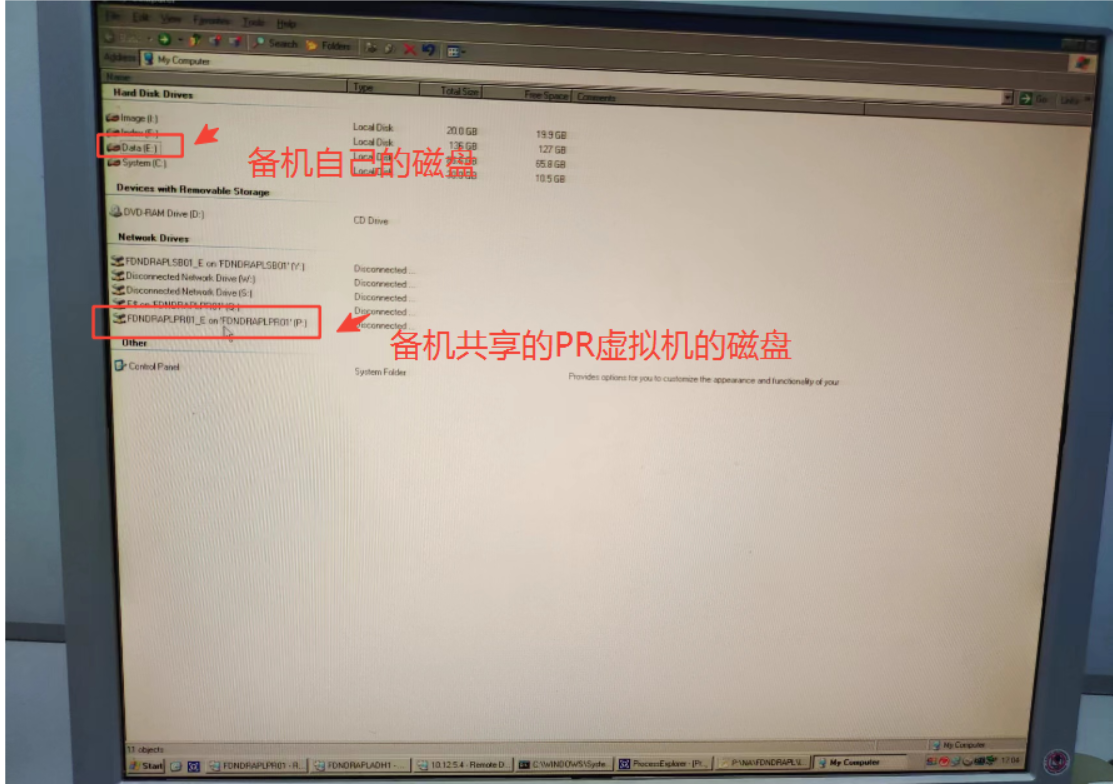 File Edit View Favorites Tools Help
Search Folders
Address My Computer Go Links
Name Type Total Size Free Space Comments
Hard Disk Drives
Image (I:) Local Disk 20.0 GB 19.9 GB
Index (F:) Local Disk 136 GB 127 GB
Data (E:) Local Disk 65.8 GB
System (C:) Local Disk 10.5 GB
备机自己的磁盘
Devices with Removable Storage
DVD-RAM Drive (D:) CD Drive
Network Drives
FDNDRAPLSB01_E on 'FDNDRAPLSB01' (Y:) Disconnected...
Disconnected Network Drive (W:) Disconnected...
Disconnected Network Drive (S:) Disconnected...
E$ on 'FDNDRAPLPR01' Disconnected...
FDNDRAPLPR01_E on 'FDNDRAPLPR01' (P:) Disconnected...
备机共享的PR虚拟机的磁盘
Other
Control Panel System Folder Provides options for you to customize the appearance and functionality of your
11 objects My Computer
Start FDNDRAPLPR01 - R... FDNDRAPLADH1 - ... 10.12.5.4 - Remote D... C:\WINDOWS\Syste... ProcessExplorer - [Pr... P:\NA\FDNDRAPL\L... My Computer 17:04